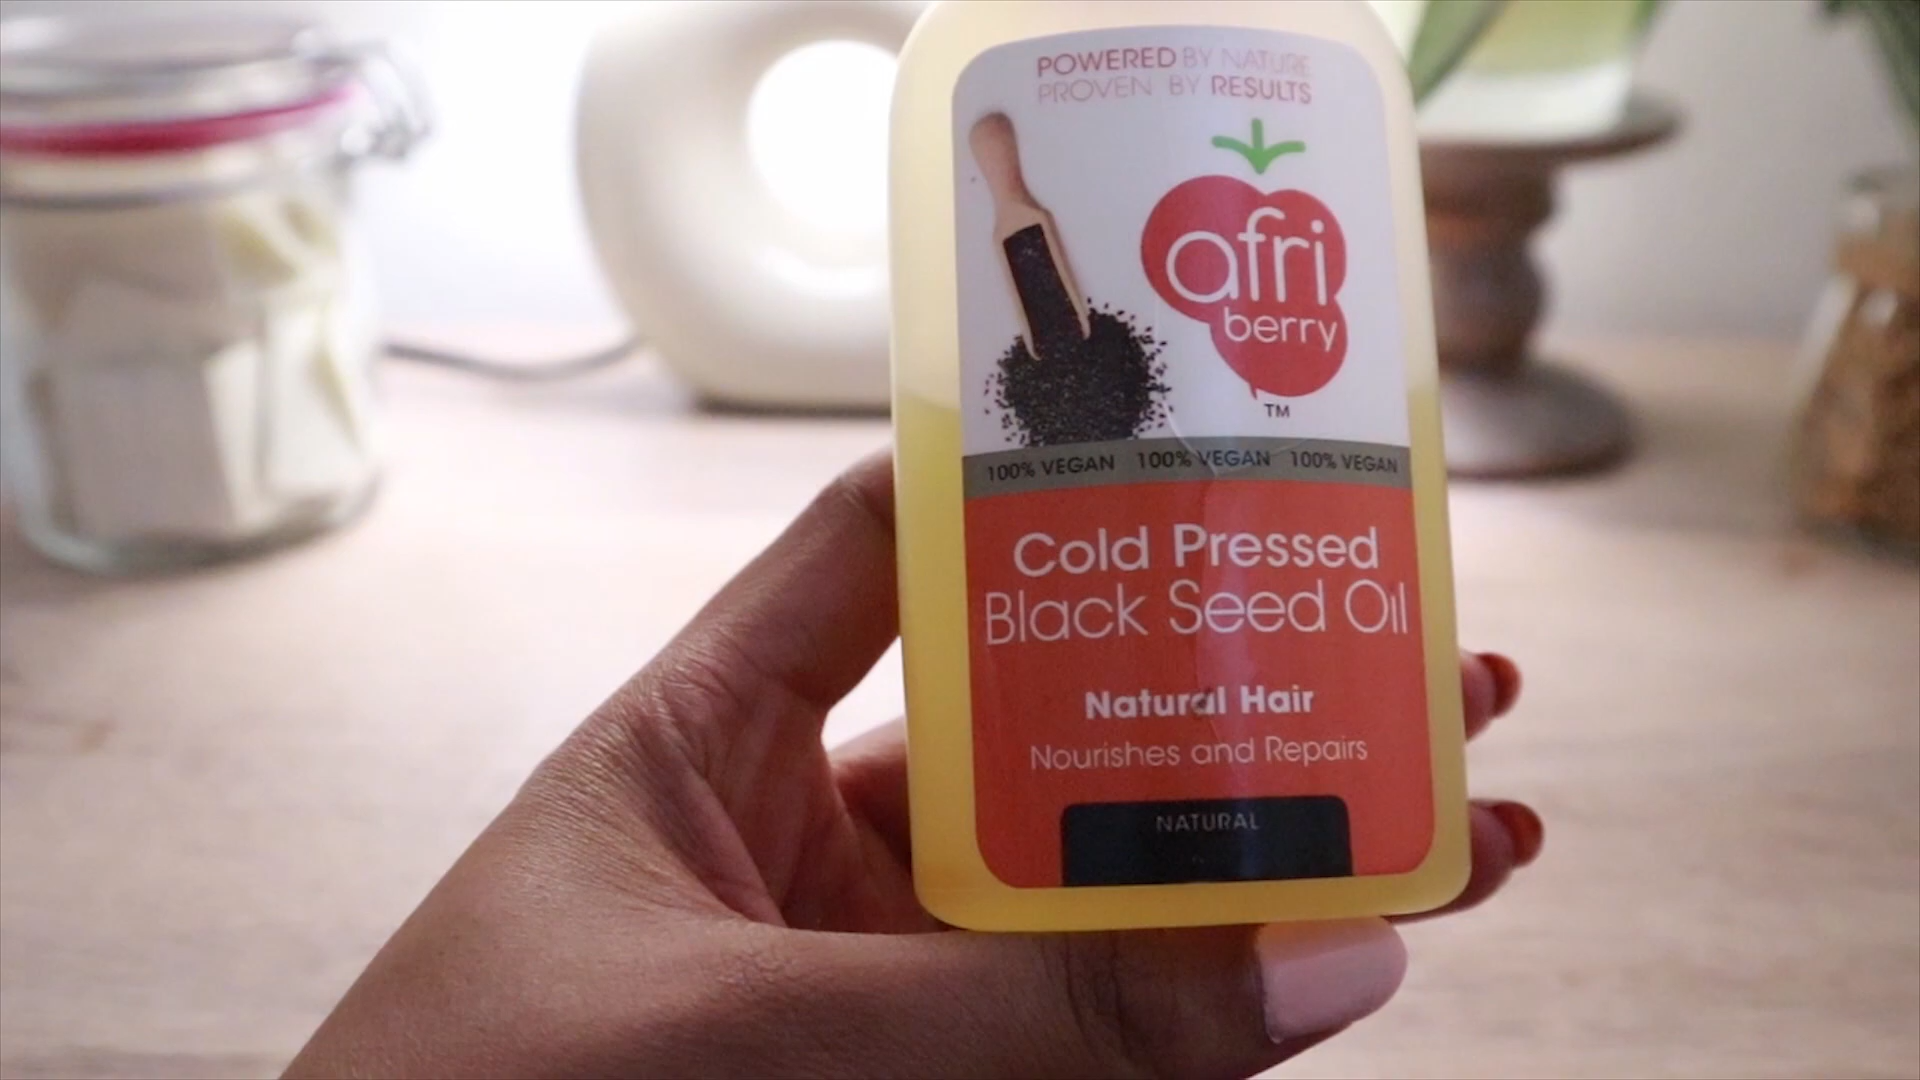 POWERED BY NATURE
PROVEN BY RESULTS
afri
berry
TM
100% VEGAN 100% VEGAN 100% VEGAN
Cold Pressed
Black Seed Oil
Natural Hair
Nourishes and Repairs
NATURAL